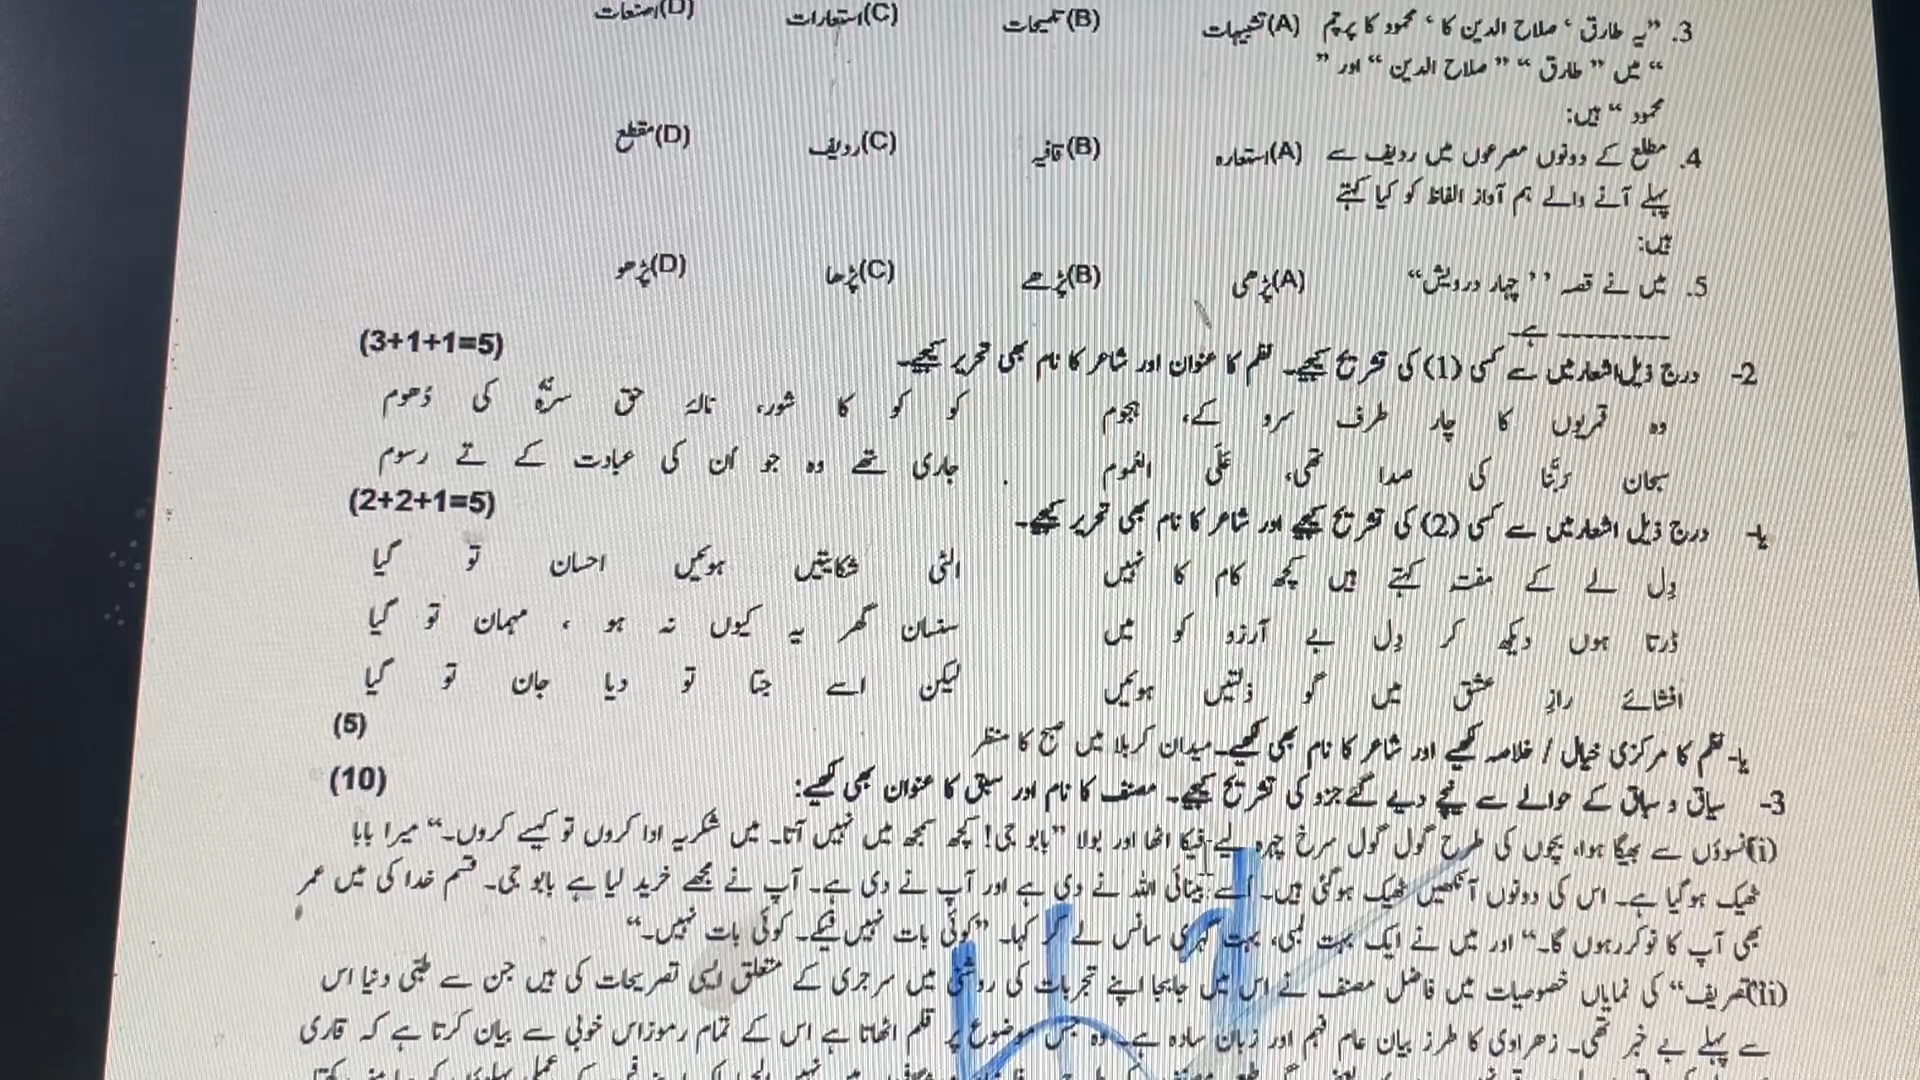 3. ”یہ طارق ‘ صلاح الدین کا ‘ محمود کا پرچم (A)تشبیہات (B)تلمیحات (C)استعارات (D)صنعات
“ میں ” طارق “ ” صلاح الدین “ اور ”
محمود “ ہیں:
4. مطلع کے دونوں مصرعوں میں ردیف سے (A)استعارہ (B)قافیہ (C)ردیف (D)مقطع
پہلے آنے والے ہم آواز الفاظ کو کیا کہتے
ہیں:
5. میں نے قصہ ’’ چہار درویش“ (A)پڑھی (B)پڑھے (C)پڑھا (D)پڑھو
---------- ہے۔
2- درج ذیل اشعار میں سے کسی (1) کی تشریح کیجیے۔ نظم کا عنوان اور شاعر کا نام بھی تحریر کیجیے۔ (3+1+1=5)
وہ قمریوں کا چار طرف سرو کے، ہجوم کو کو کا شور، نالۂ حق سرہٗ کی دُھوم
سبحان رَبَّنَا کی صدا تھی، عَلَی العُموم جاری تھے وہ جو اُن کی عبادت کے تے رسوم
یا- درج ذیل اشعار میں سے کسی (2) کی تشریح کیجیے اور شاعر کا نام بھی تحریر کیجیے۔ (2+2+1=5)
دِل لے کے مفت کہتے ہیں کچھ کام کا نہیں الٹی شکایتیں ہوئیں احسان تو گیا
ڈرتا ہوں دیکھ کر دِل بے آرزو کو میں سنسان گھر یہ کیوں نہ ہو ، مہمان تو گیا
افشائے رازِ عشق میں گو ذلتیں ہوئیں لیکن اسے جتا تو دیا جان تو گیا
یا- نظم کا مرکزی خیال / خلاصہ لکھیے اور شاعر کا نام بھی لکھیے۔ میدان کربلا میں صبح کا منظر (5)
3- سیاق و سباق کے حوالے سے نیچے دیے گئے جزو کی تشریح کیجیے۔ مصنف کا نام اور سبق کا عنوان بھی لکھیے: (10)
(i)نسوؤں سے بھیگا ہوا، بچوں کی طرح گول گول سرخ چہرہ لیے فیکا اٹھا اور بولا ”بابو جی! کچھ سمجھ میں نہیں آتا۔ میں شکریہ ادا کروں تو کیسے کروں۔“ میرا بابا
ٹھیک ہوگیا ہے۔ اس کی دونوں آنکھیں ٹھیک ہوگئی ہیں۔ اُسے بینائی اللہ نے دی ہے اور آپ نے دی ہے۔ آپ نے مجھے خرید لیا ہے بابو جی۔ قسم خدا کی میں عمر
بھی آپ کا نوکر رہوں گا۔“ اور میں نے ایک بہت لمبی، بہت گہری سانس لے کر کہا۔ ”کوئی بات نہیں فیکے۔ کوئی بات نہیں۔“
(ii)تصریف“ کی نمایاں خصوصیات میں فاضل مصنف نے اس میں جابجا اپنے تجربات کی روشنی میں سرجری کے متعلق ایسی تصریحات کی ہیں جن سے طبی دنیا اس
سے پہلے بے خبر تھی۔ زہراوی کا طرز بیان عام فہم اور زبان سادہ ہے۔ وہ جس موضوع پر قلم اٹھاتا ہے اس کے تمام رموز اس خوبی سے بیان کرتا ہے کہ قاری